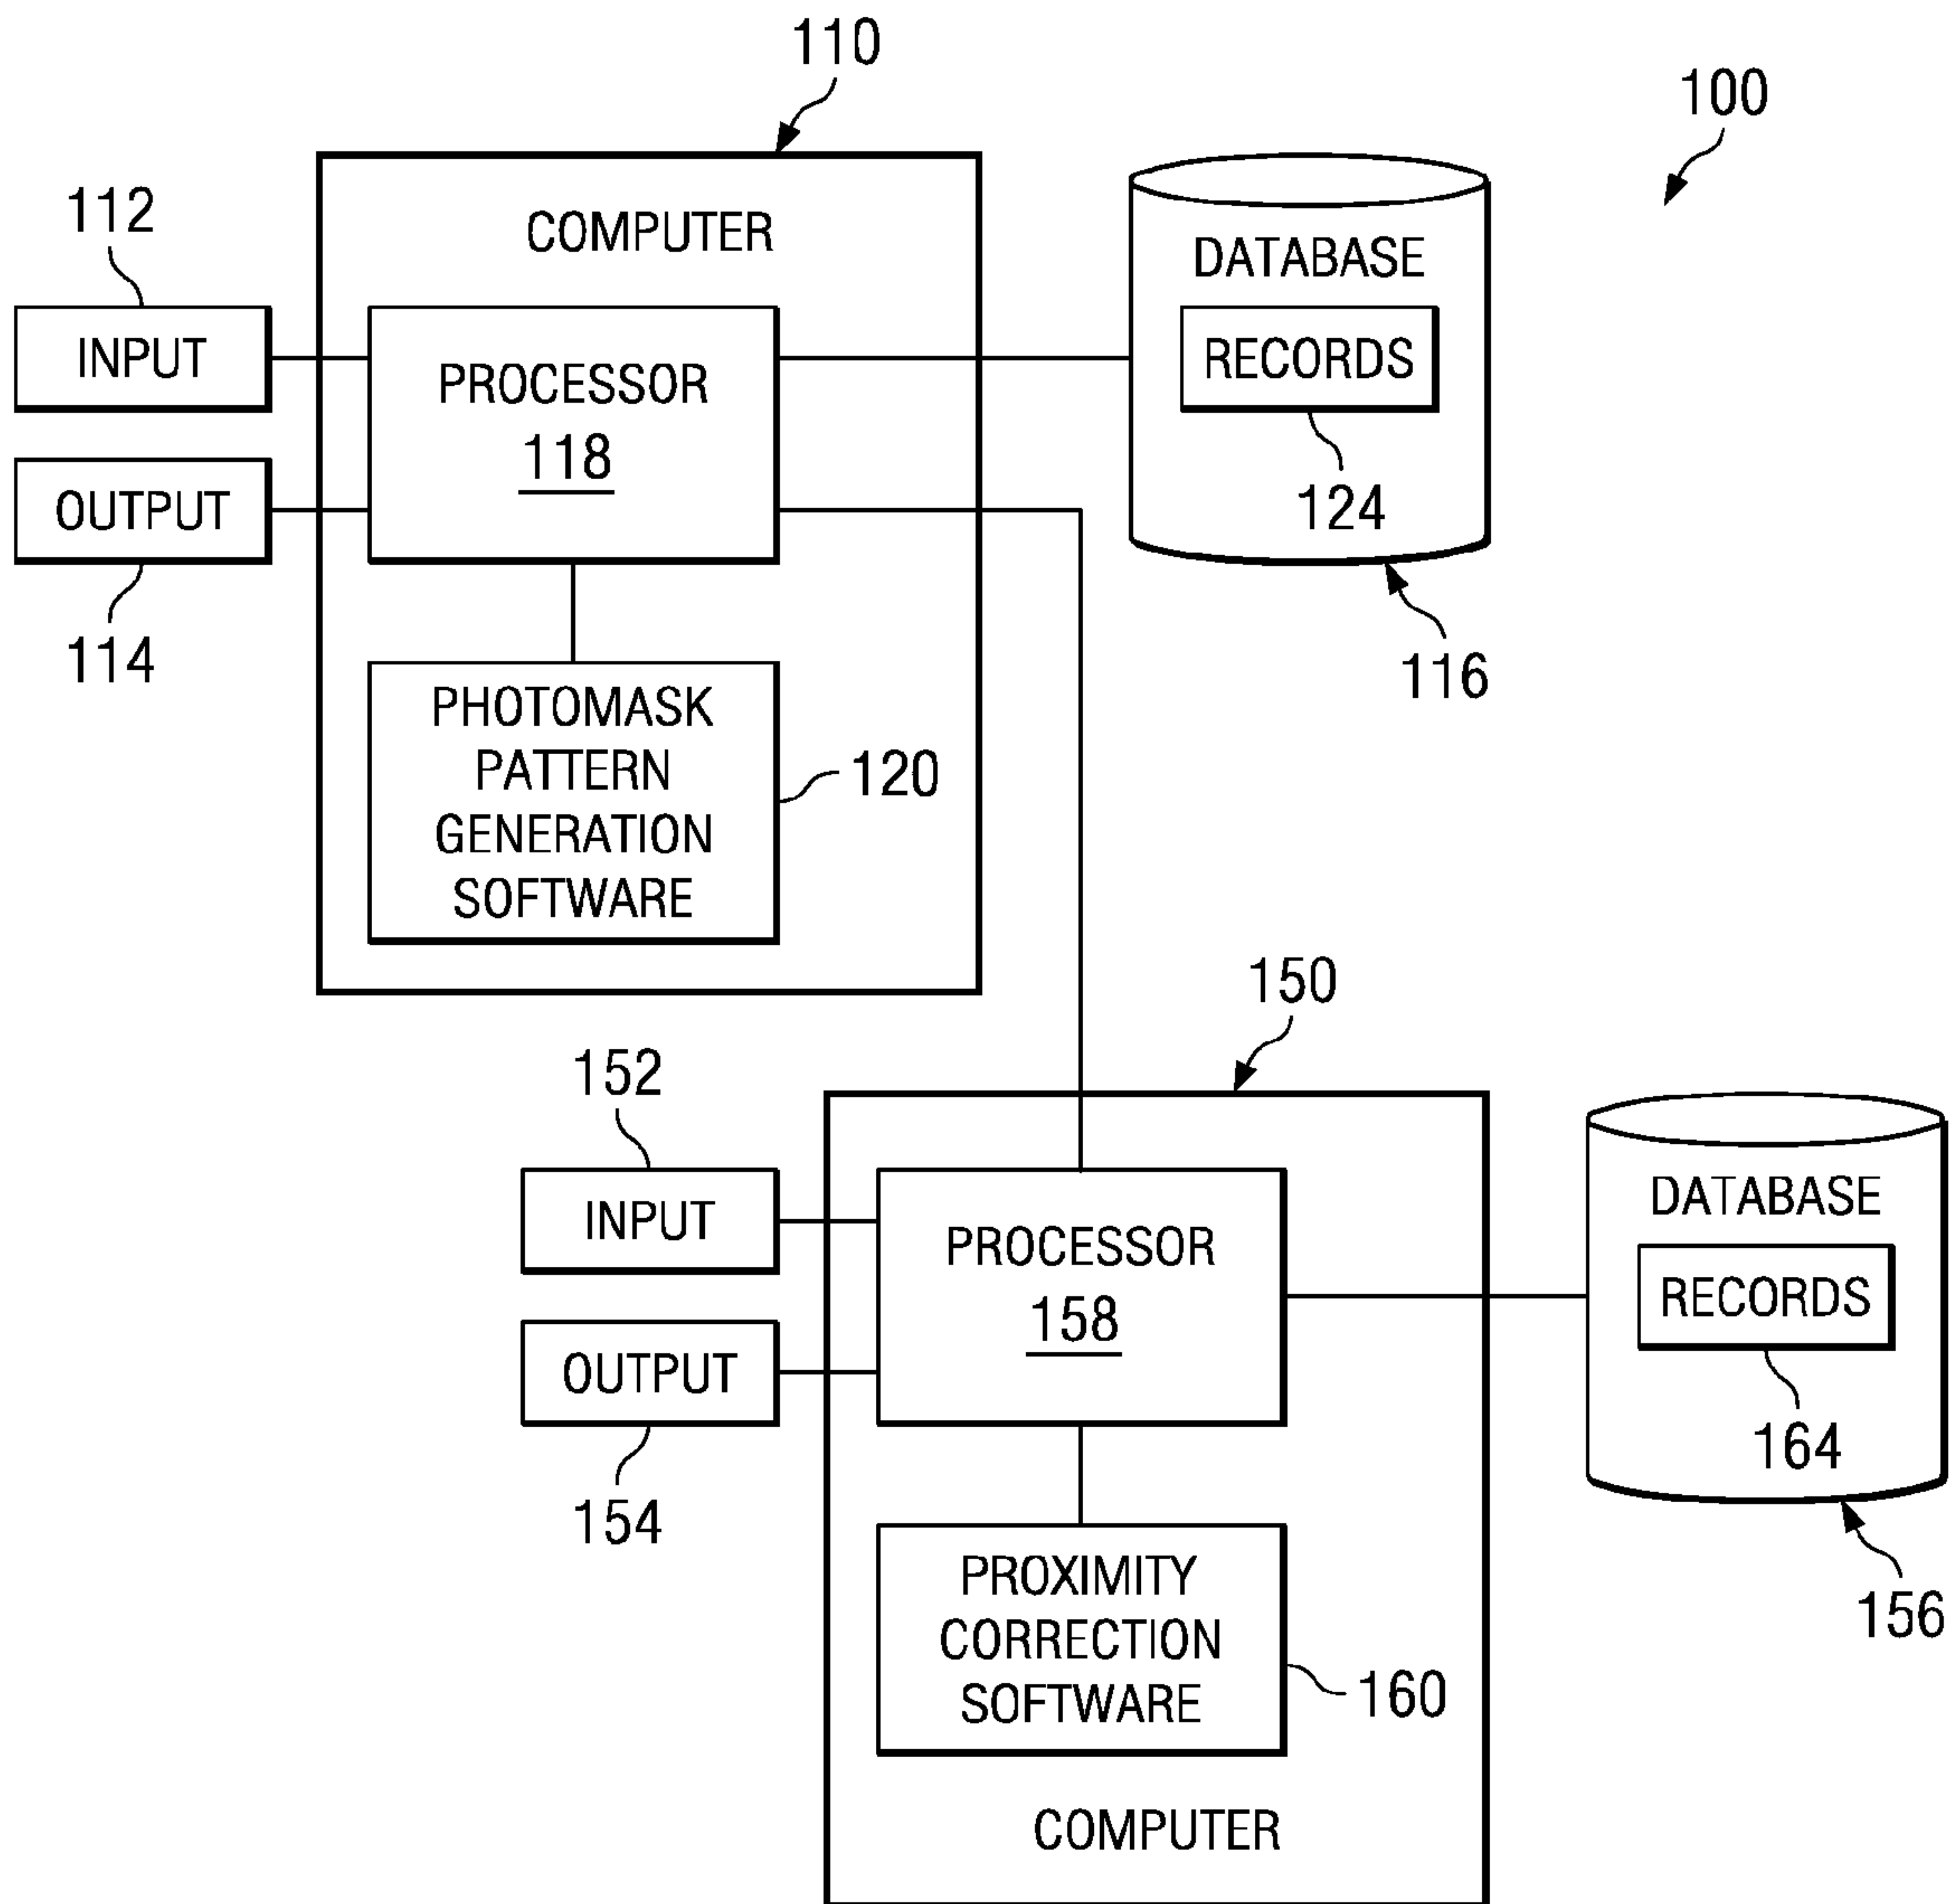 110
100
112
COMPUTER
DATABASE
INPUT
PROCESSOR
118
RECORDS
OUTPUT
124
114
116
PHOTOMASK
PATTERN
GENERATION
SOFTWARE
120
150
152
INPUT
PROCESSOR
158
DATABASE
RECORDS
OUTPUT
164
154
PROXIMITY
CORRECTION
SOFTWARE
160
156
COMPUTER